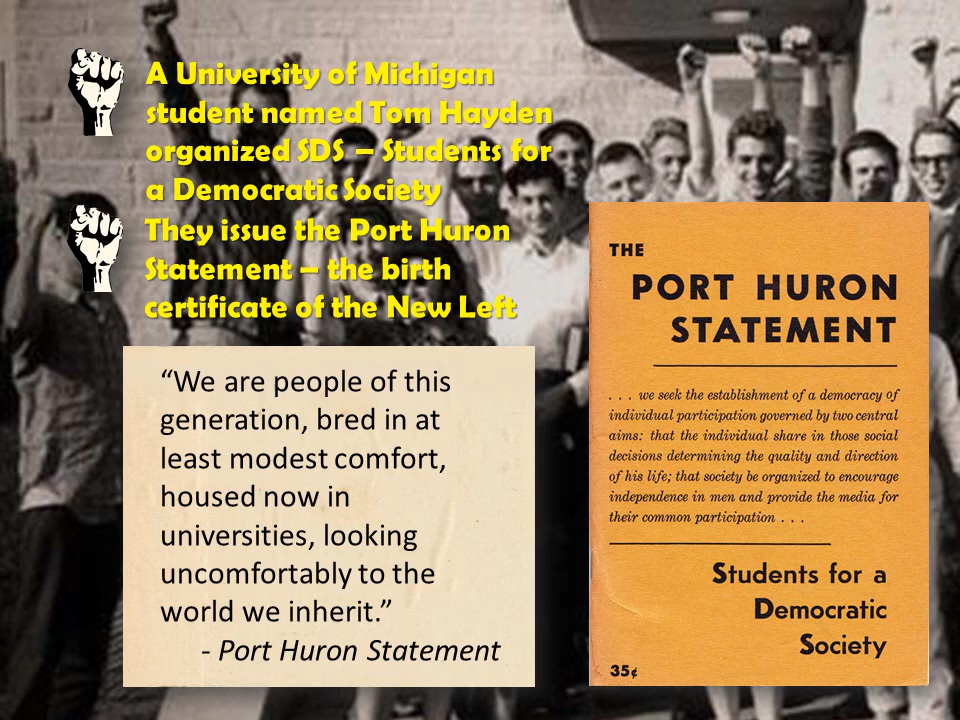 A University of Michigan
student named Tom Hayden
organized SDS – Students for
a Democratic Society
They issue the Port Huron
Statement – the birth
certificate of the New Left
“We are people of this
generation, bred in at
least modest comfort,
housed now in
universities, looking
uncomfortably to the
world we inherit.”
- Port Huron Statement
THE
PORT HURON
STATEMENT
. . . we seek the establishment of a democracy of
individual participation governed by two central
aims: that the individual share in those social
decisions determining the quality and direction
of his life; that society be organized to encourage
independence in men and provide the media for
their common participation . . .
Students for a
Democratic
Society
35¢